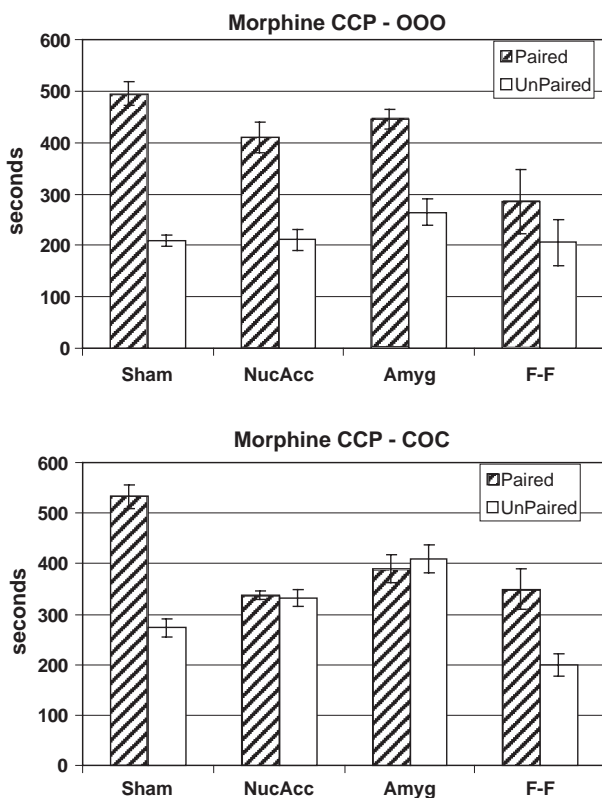 Morphine CCP - OOO
600
500
400
300
200
100
0
seconds
Paired
UnPaired
Sham NucAcc Amyg F-F
Morphine CCP - COC
600
500
400
300
200
100
0
seconds
Paired
UnPaired
Sham NucAcc Amyg F-F